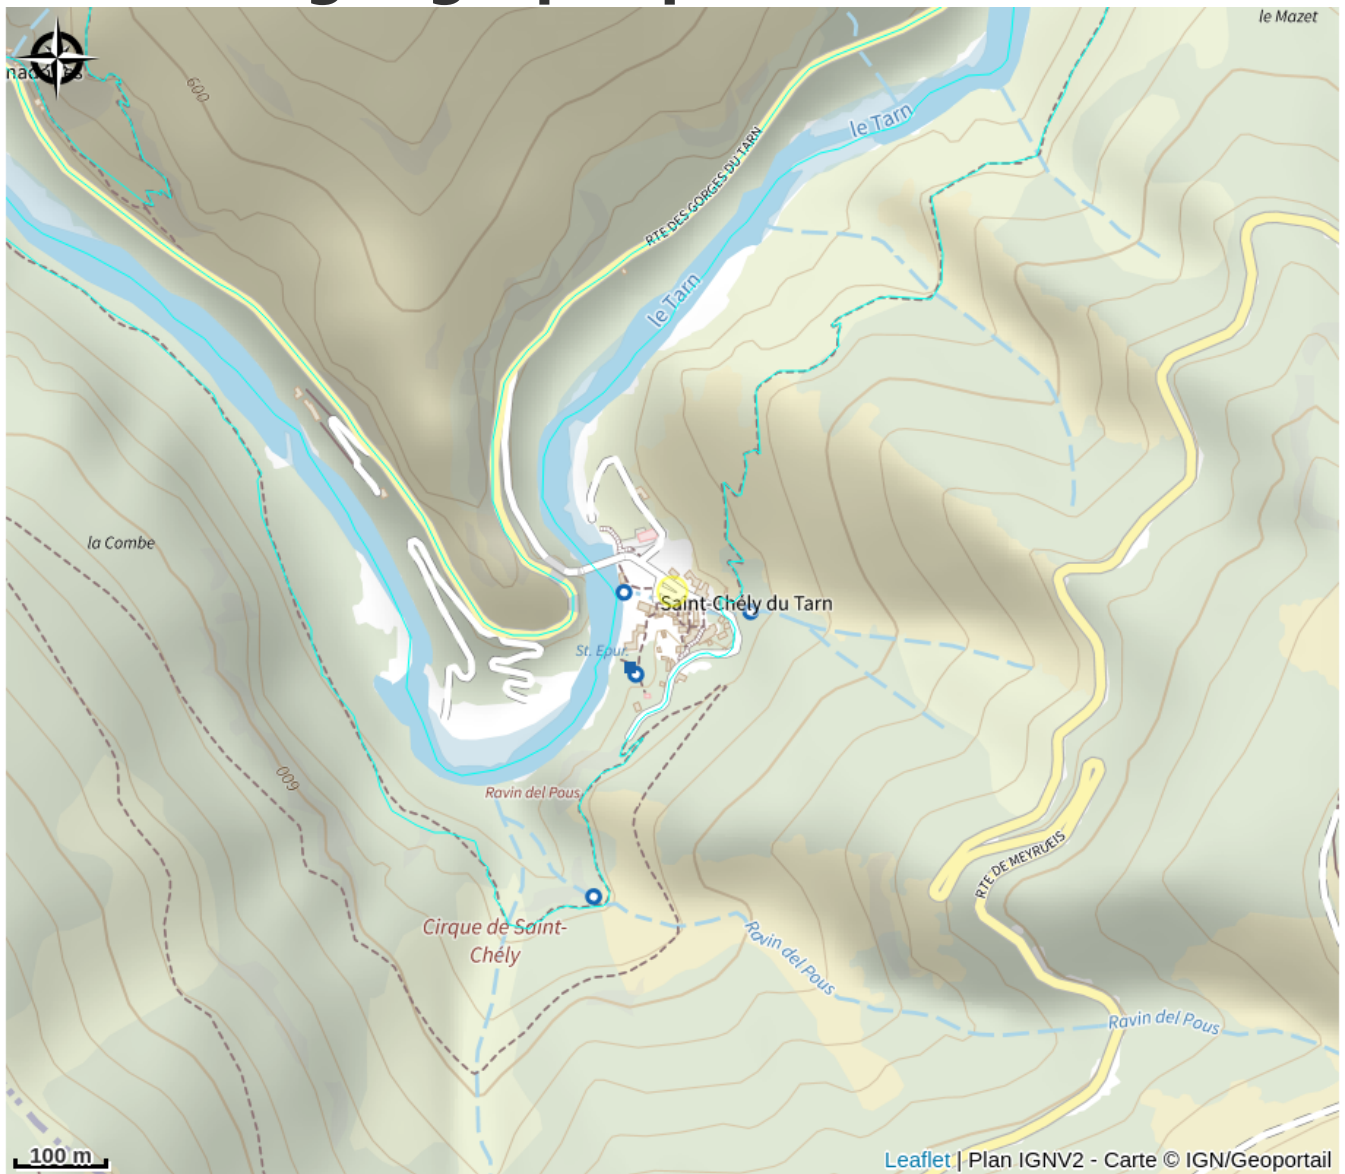 le Mazet
600
le Tarn
RTE DES GORGES DU TARN
le Tarn
la Combe
Saint-Chély du Tarn
St. Epur.
600
Ravin del Pous
RTE DE MEYRUEIS
Cirque de Saint-
Chély
Ravin del Pous
Ravin del Pous
100 m
Leaflet | Plan IGNV2 - Carte © IGN/Geoportail